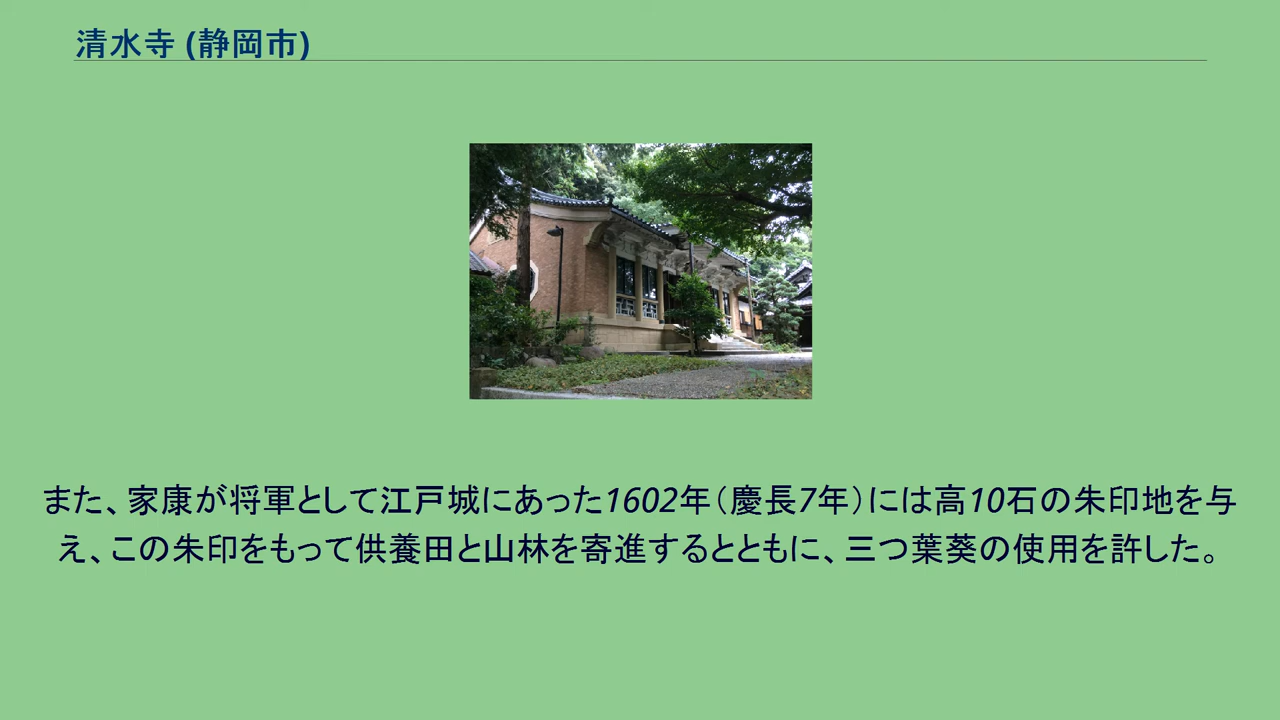 清水寺 (静岡市)
また、家康が将軍として江戸城にあった1602年（慶長7年）には高10石の朱印地を与
え、この朱印をもって供養田と山林を寄進するとともに、三つ葉葵の使用を許した。